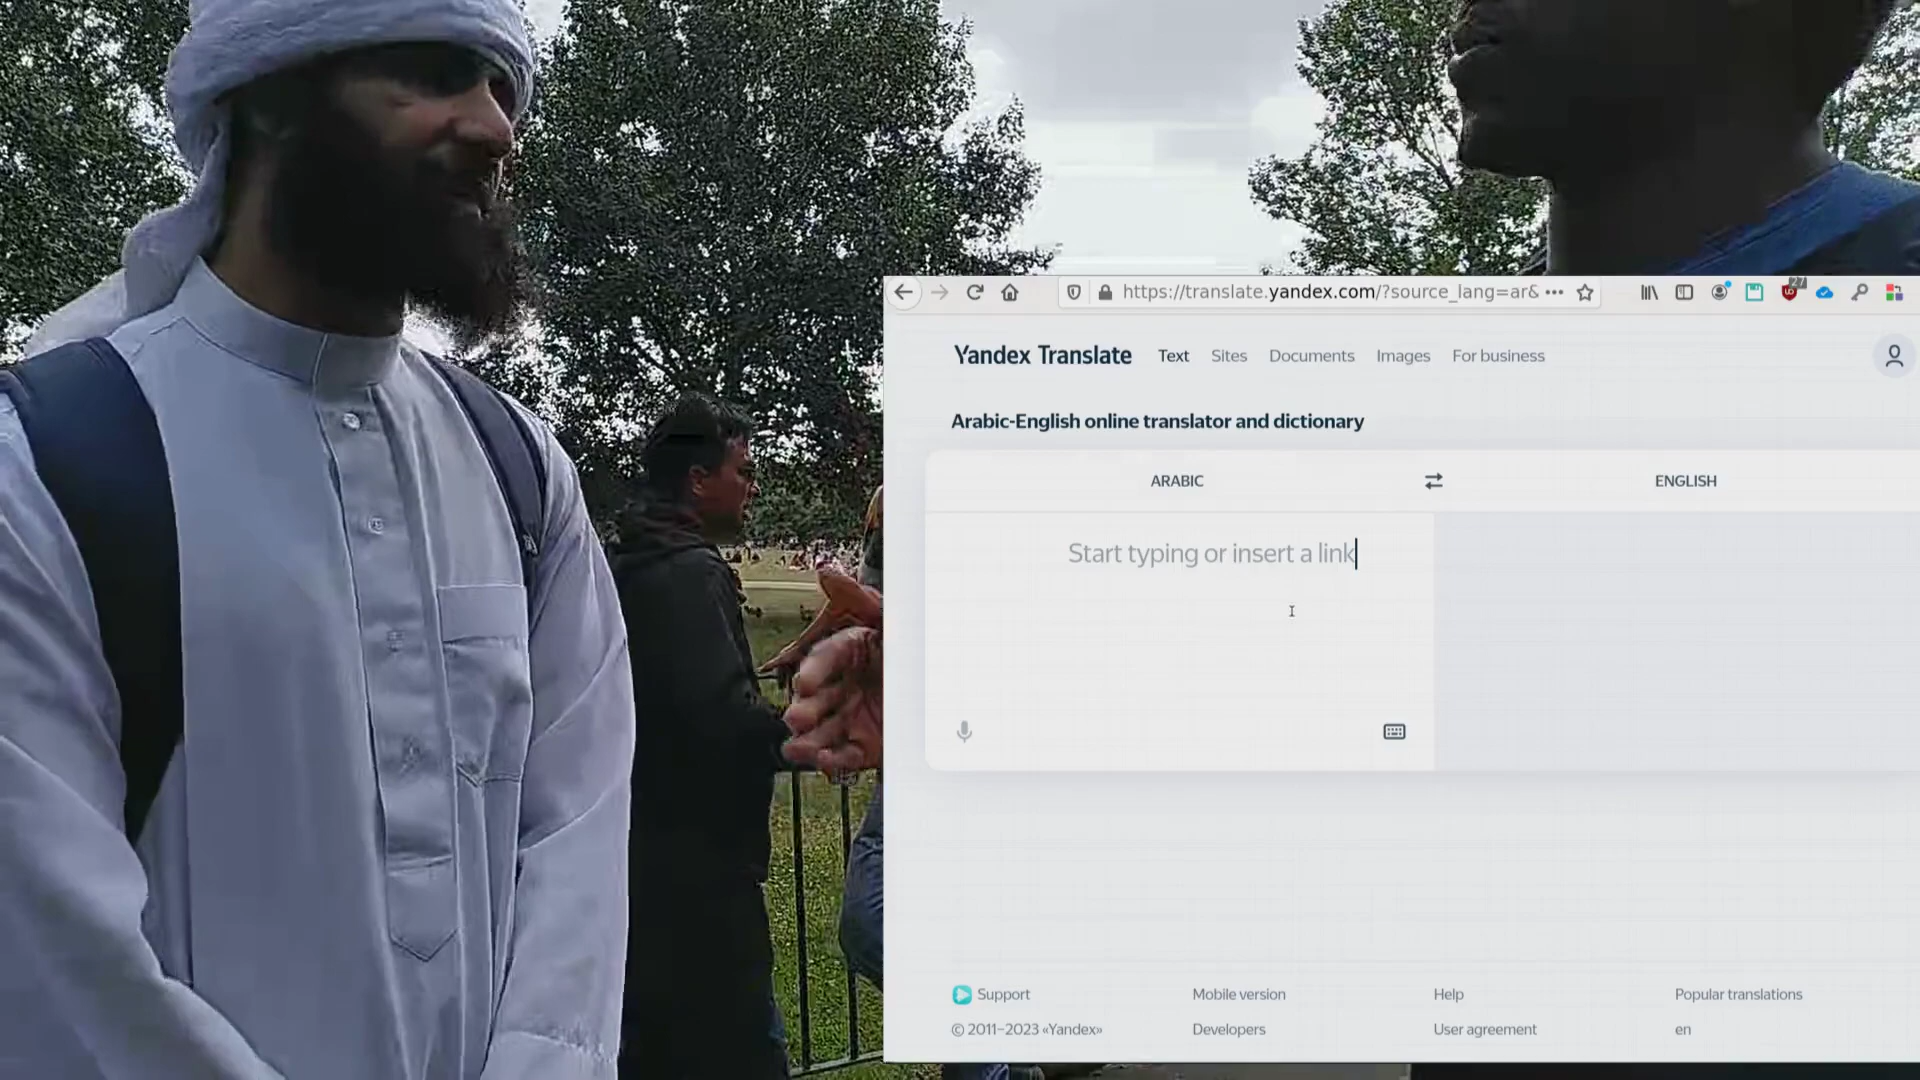 https://translate.yandex.com/?source_lang=ar&
27
Yandex Translate Text Sites Documents Images For business
Arabic-English online translator and dictionary
ARABIC ENGLISH
Start typing or insert a link
Support Mobile version Help Popular translations
© 2011–2023 «Yandex» Developers User agreement en